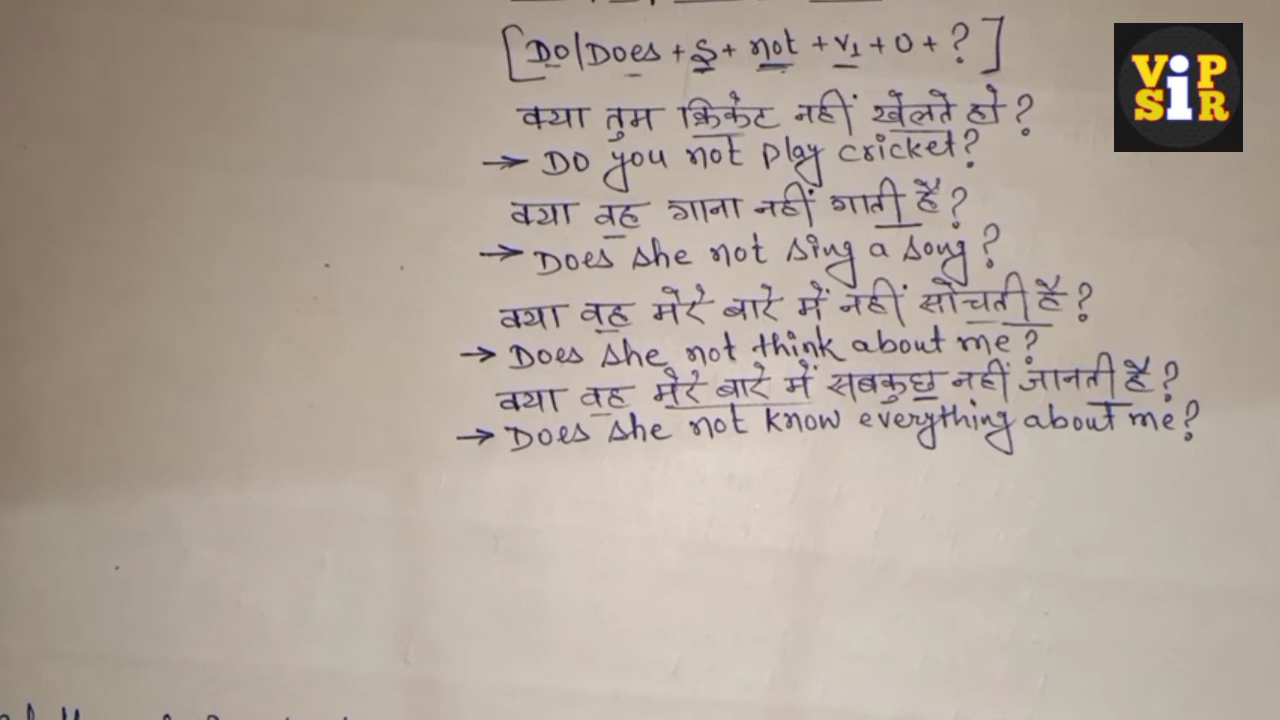 [Do/Does + S + not + V1 + O + ?]
ViP
SiR
क्या तुम क्रिकेट नहीं खेलते हो?
→ Do you not play cricket?
क्या वह गाना नहीं गाती है?
→ Does she not sing a song?
क्या वह मेरे बारे में नहीं सोचती है?
→ Does she not think about me?
क्या वह मेरे बारे में सबकुछ नहीं जानती है?
→ Does she not know everything about me?